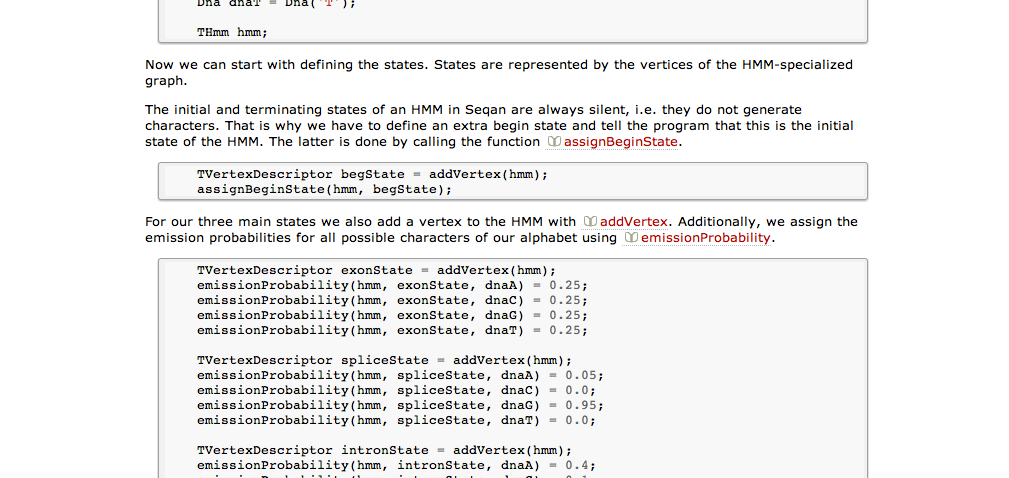 Dna dnaT = Dna('T');
THmm hmm;
Now we can start with defining the states. States are represented by the vertices of the HMM-specialized
graph.
The initial and terminating states of an HMM in Seqan are always silent, i.e. they do not generate
characters. That is why we have to define an extra begin state and tell the program that this is the initial
state of the HMM. The latter is done by calling the function assignBeginState.
TVertexDescriptor begState = addVertex(hmm);
assignBeginState(hmm, begState);
For our three main states we also add a vertex to the HMM with addVertex. Additionally, we assign the
emission probabilities for all possible characters of our alphabet using emissionProbability.
TVertexDescriptor exonState = addVertex(hmm);
emissionProbability(hmm, exonState, dnaA) = 0.25;
emissionProbability(hmm, exonState, dnaC) = 0.25;
emissionProbability(hmm, exonState, dnaG) = 0.25;
emissionProbability(hmm, exonState, dnaT) = 0.25;
TVertexDescriptor spliceState = addVertex(hmm);
emissionProbability(hmm, spliceState, dnaA) = 0.05;
emissionProbability(hmm, spliceState, dnaC) = 0.0;
emissionProbability(hmm, spliceState, dnaG) = 0.95;
emissionProbability(hmm, spliceState, dnaT) = 0.0;
TVertexDescriptor intronState = addVertex(hmm);
emissionProbability(hmm, intronState, dnaA) = 0.4;